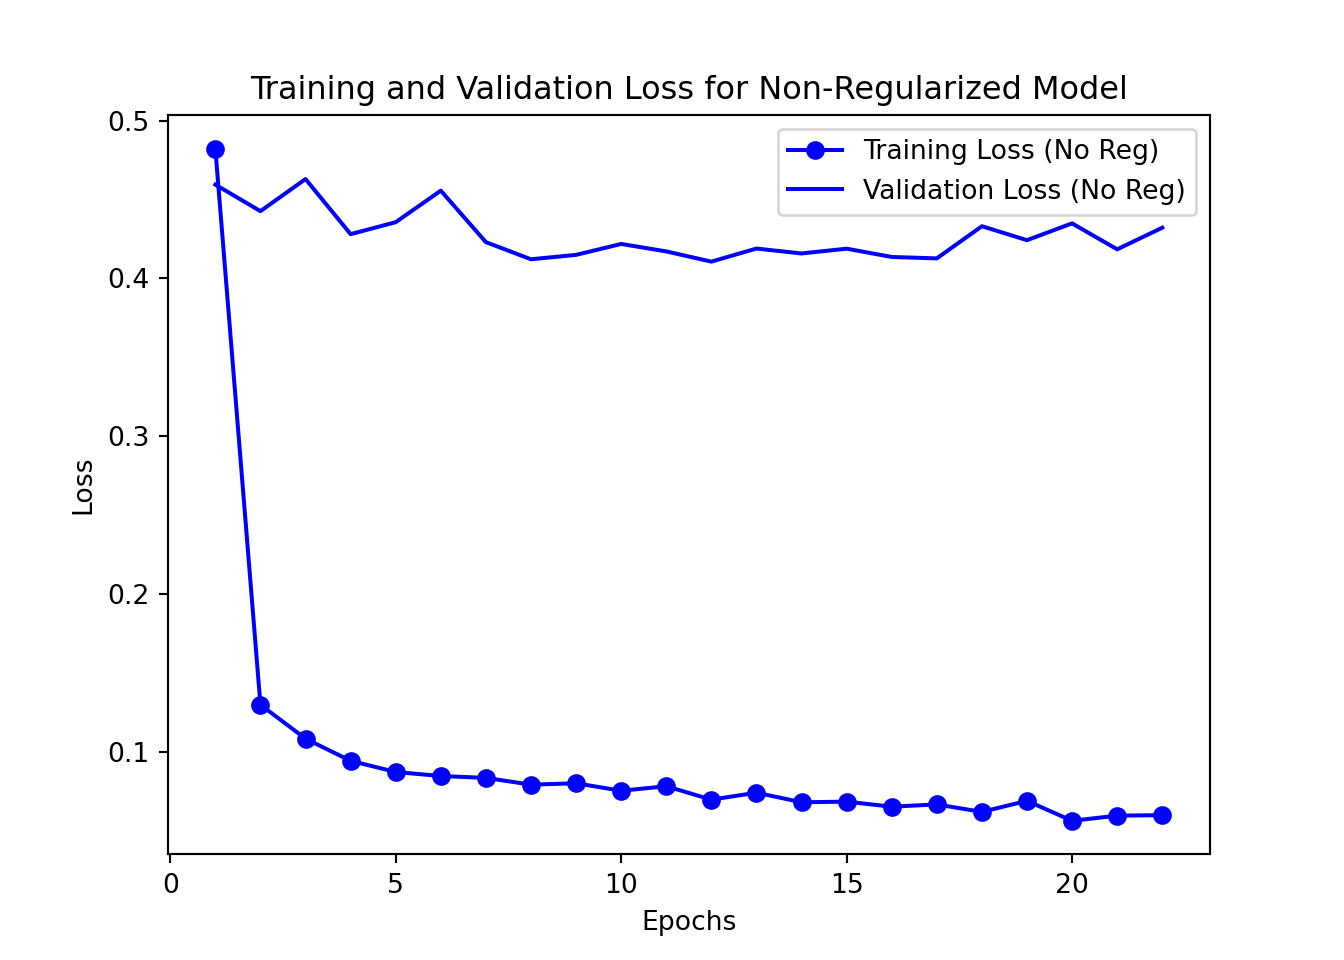 Training and Validation Loss for Non-Regularized Model
Training Loss (No Reg)
Validation Loss (No Reg)
0.5
0.4
0.3
0.2
0.1
Loss
0 5 10 15 20
Epochs